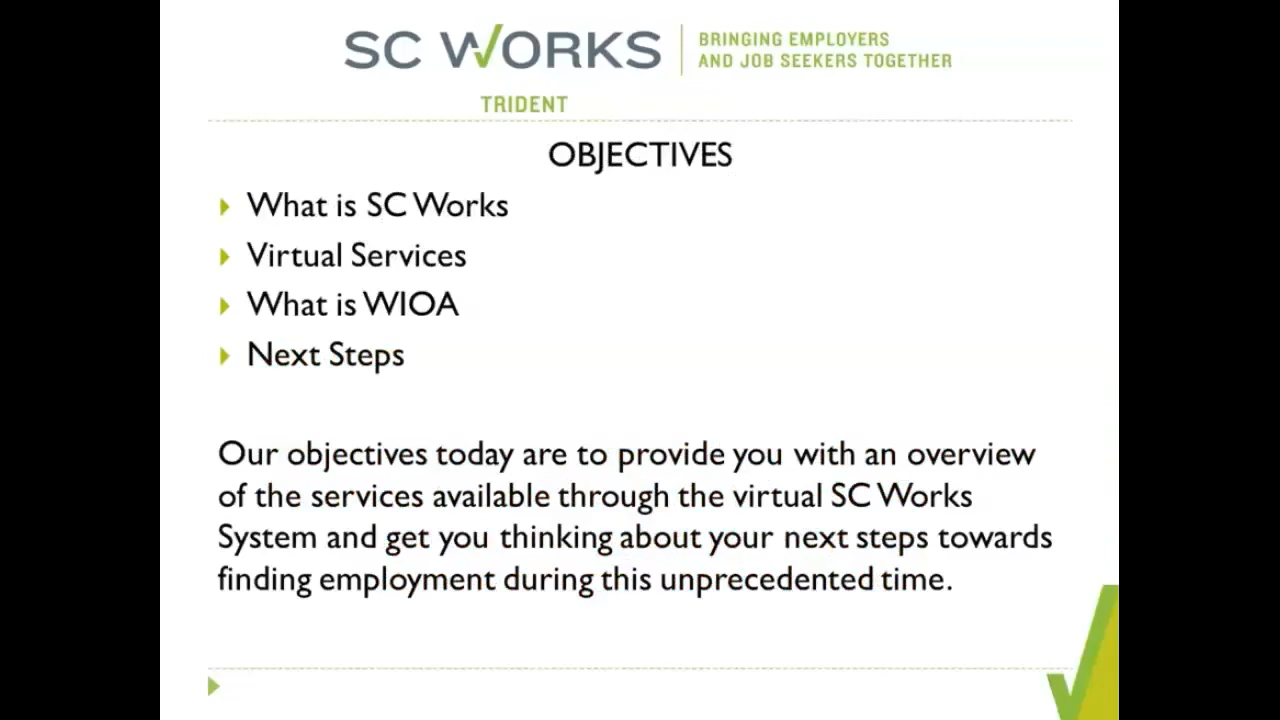 SC WORKS
BRINGING EMPLOYERS
AND JOB SEEKERS TOGETHER
TRIDENT
OBJECTIVES
What is SC Works
Virtual Services
What is WIOA
Next Steps
Our objectives today are to provide you with an overview
of the services available through the virtual SC Works
System and get you thinking about your next steps towards
finding employment during this unprecedented time.